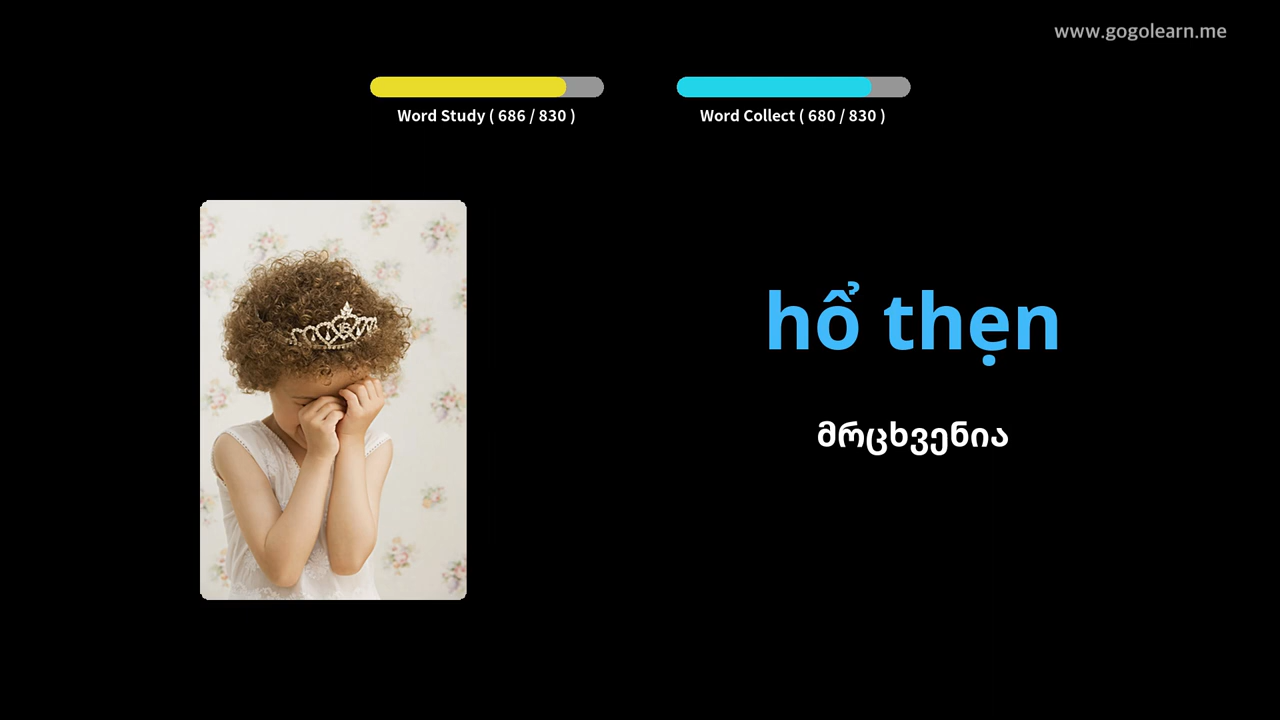 www.gogolearn.me
Word Study ( 686 / 830 )
Word Collect ( 680 / 830 )
hổ thẹn
მრცხვენია